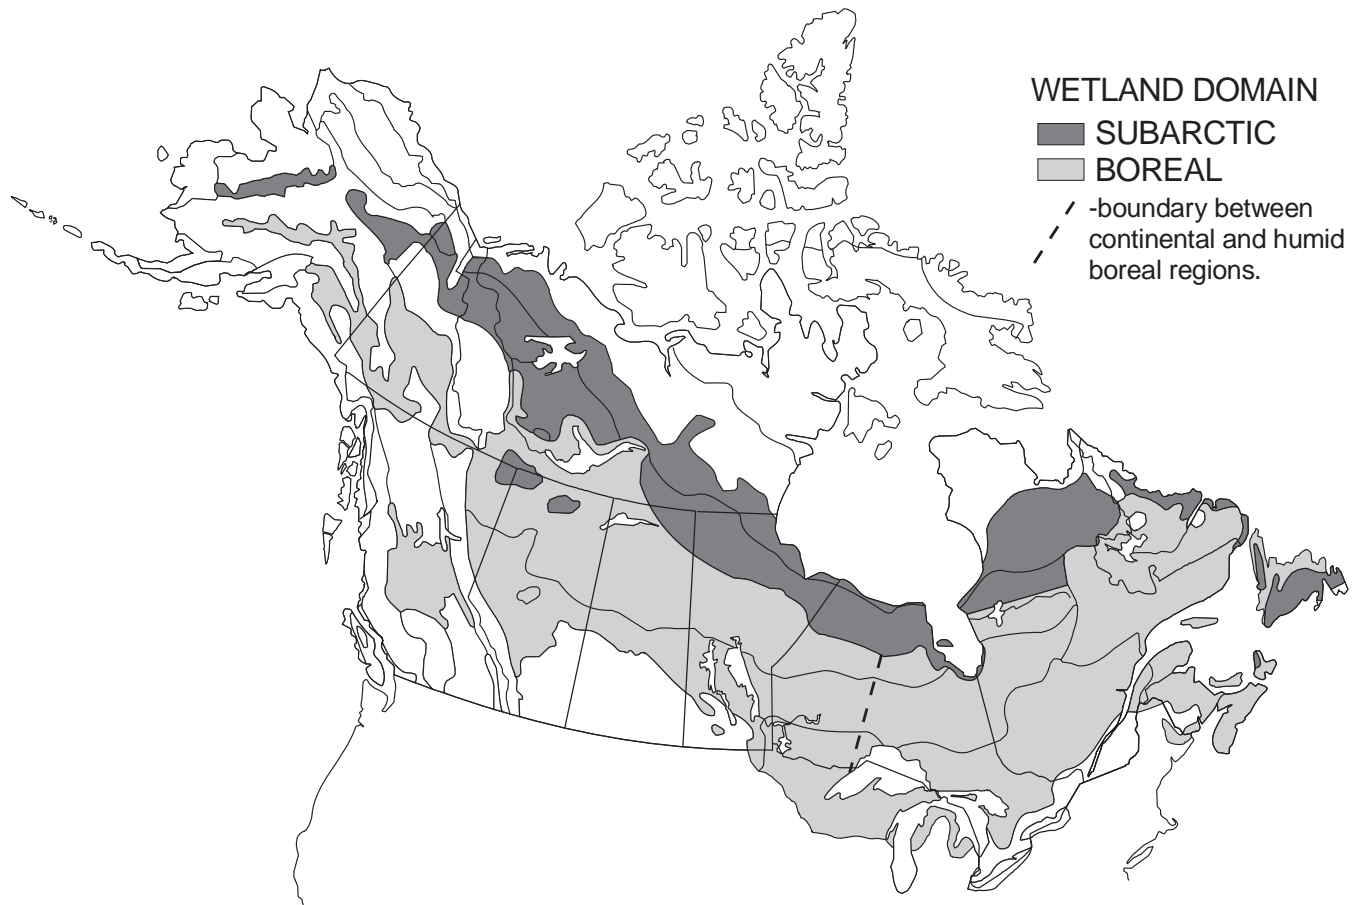 WETLAND DOMAIN
SUBARCTIC
BOREAL
-boundary between
continental and humid
boreal regions.